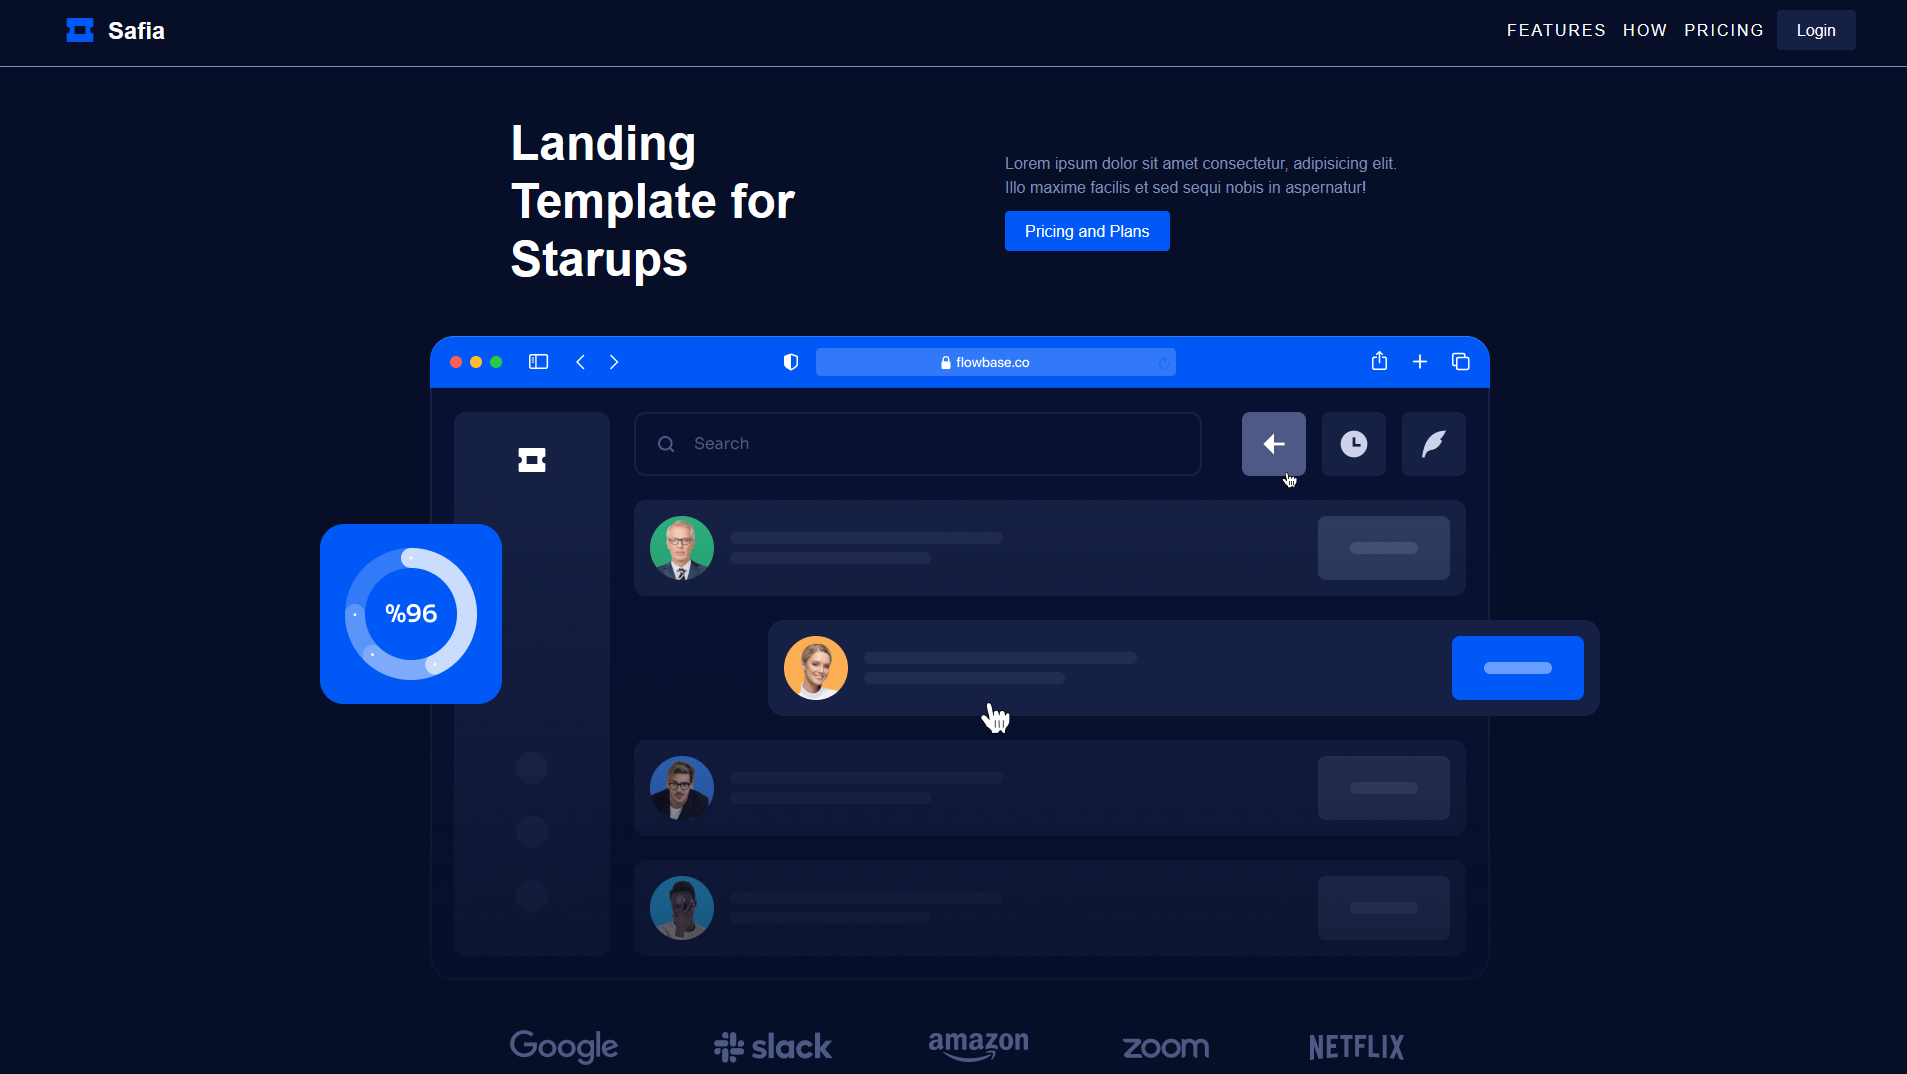 Safia
FEATURES HOW PRICING Login
Landing
Template for
Starups
Lorem ipsum dolor sit amet consectetur, adipisicing elit.
Illo maxime facilis et sed sequi nobis in aspernatur!
Pricing and Plans
flowbase.co
Search
%96
Google slack amazon zoom NETFLIX